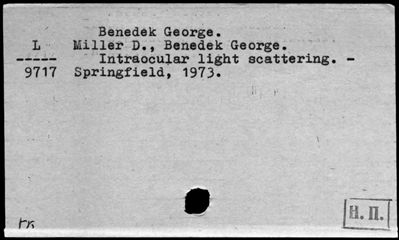 Benedek George.
L Miller D., Benedek George.
----- Intraocular light scattering. -
9717 Springfield, 1973.
Н. П.